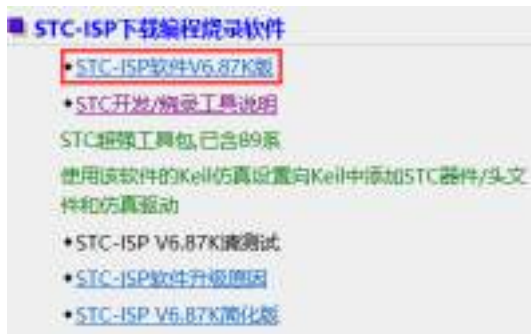 STC-ISP下载编程烧录软件
•STC-ISP软件V6.87K版
•STC开发/烧录工具说明
STC超强工具包,已含89系
使用该软件的Keil仿真设置向Keil中添加STC器件/头文
件和仿真驱动
•STC-ISP V6.87K请测试
•STC-ISP软件升级原因
•STC-ISP V6.87K简化版